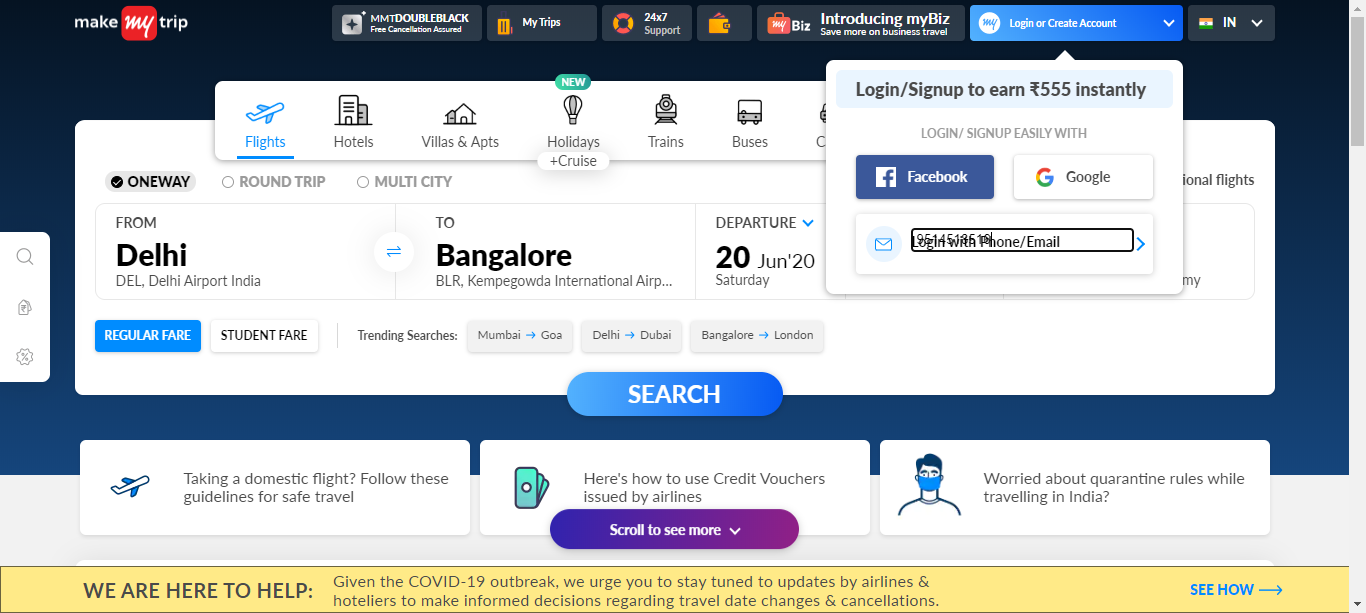 make my trip
MMTDOUBLEBLACK
Free Cancellation Assured
My Trips
24x7
Support
my Biz
Introducing myBiz
Save more on business travel
my
Login or Create Account
IN
Login/Signup to earn ₹555 instantly
LOGIN/ SIGNUP EASILY WITH
Facebook
Google
Login with Phone/Email
NEW
Flights
Hotels
Villas & Apts
Holidays
+Cruise
Trains
Buses
C
ONEWAY
ROUND TRIP
MULTI CITY
ional flights
FROM
Delhi
DEL, Delhi Airport India
TO
Bangalore
BLR, Kempegowda International Airp...
DEPARTURE
20 Jun'20
Saturday
my
REGULAR FARE
STUDENT FARE
Trending Searches:
Mumbai → Goa
Delhi → Dubai
Bangalore → London
SEARCH
Taking a domestic flight? Follow these
guidelines for safe travel
Here's how to use Credit Vouchers
issued by airlines
Worried about quarantine rules while
travelling in India?
Scroll to see more
WE ARE HERE TO HELP:
Given the COVID-19 outbreak, we urge you to stay tuned to updates by airlines &
hoteliers to make informed decisions regarding travel date changes & cancellations.
SEE HOW